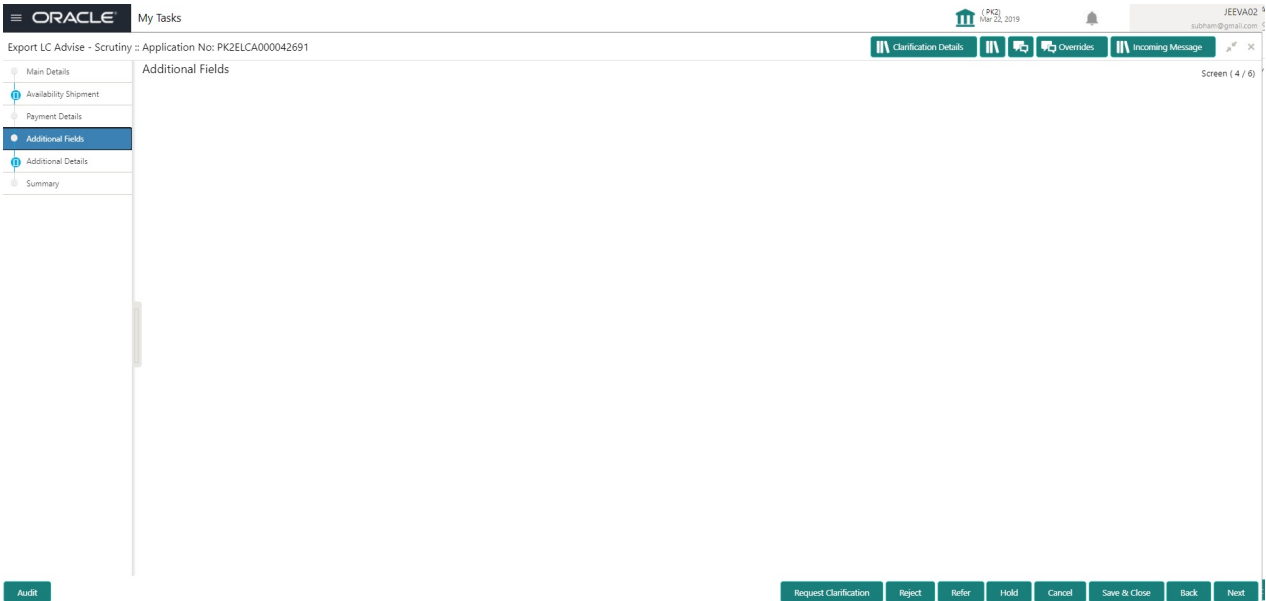 ORACLE® My Tasks
( PK2)
Mar 22, 2019
JEEVA02
subham@gmail.com
Export LC Advise - Scrutiny :: Application No: PK2ELCA000042691
Clarification Details
Overrides
Incoming Message
Main Details
Availability Shipment
Payment Details
Additional Fields
Additional Details
Summary
Additional Fields
Screen ( 4 / 6)
Audit
Request Clarification
Reject
Refer
Hold
Cancel
Save & Close
Back
Next